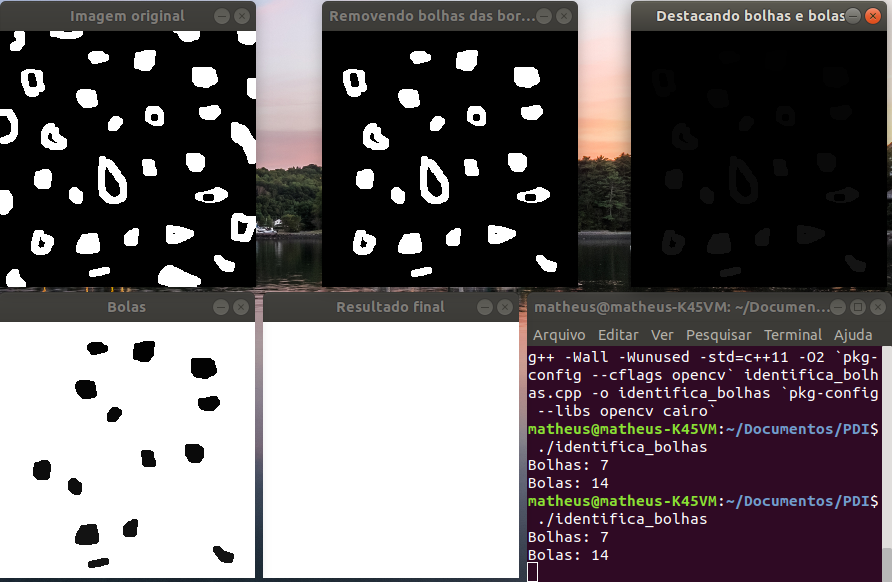 Imagem original
Removendo bolhas das bor...
Destacando bolhas e bolas
Bolas
Resultado final
matheus@matheus-K45VM: ~/Documen...
Arquivo Editar Ver Pesquisar Terminal Ajuda
g++ -Wall -Wunused -std=c++11 -O2 `pkg-
config --cflags opencv` identifica_bolh
as.cpp -o identifica_bolhas `pkg-config
--libs opencv cairo`
matheus@matheus-K45VM:~/Documentos/PDI$
./identifica_bolhas
Bolhas: 7
Bolas: 14
matheus@matheus-K45VM:~/Documentos/PDI$
./identifica_bolhas
Bolhas: 7
Bolas: 14